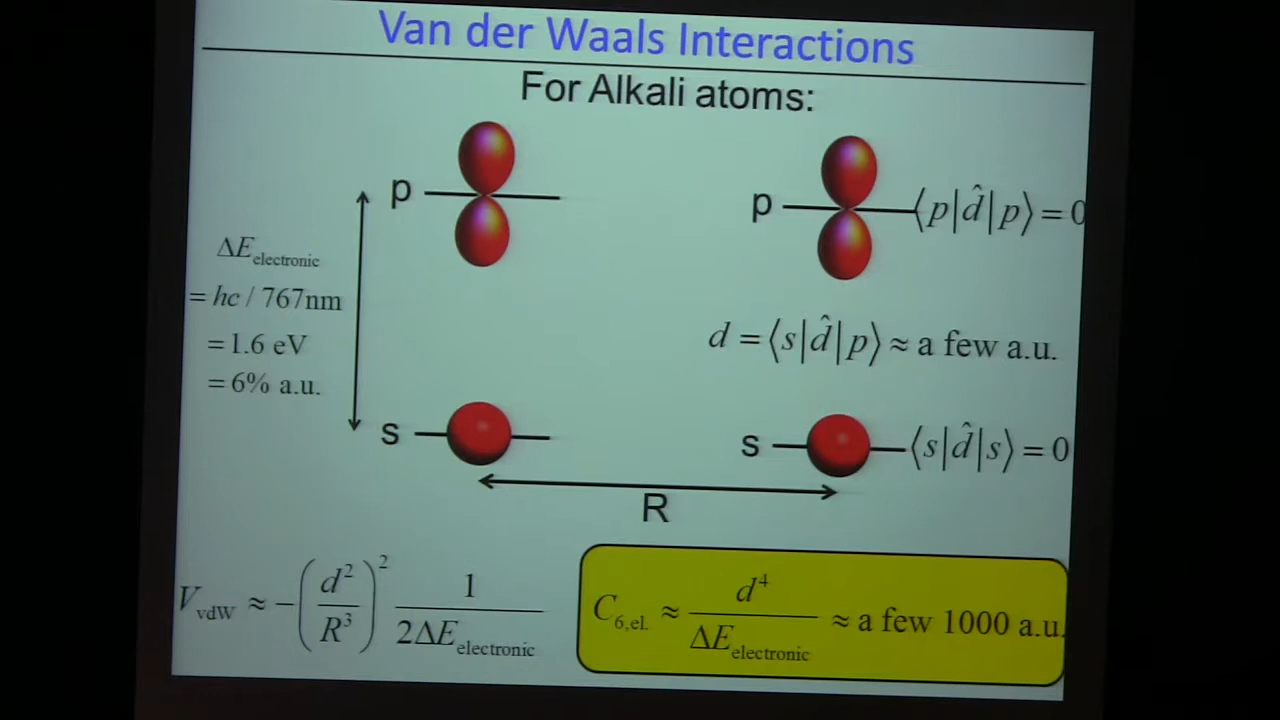 Van der Waals Interactions
For Alkali atoms:
p
p
⟨p|d̂|p⟩ = 0
ΔE_electronic
= hc / 767nm
= 1.6 eV
= 6% a.u.
d = ⟨s|d̂|p⟩ ≈ a few a.u.
s
s
⟨s|d̂|s⟩ = 0
R
V_vdW ≈ −(d²/R³)² 1/(2ΔE_electronic)
C_6,el. ≈ d⁴/ΔE_electronic ≈ a few 1000 a.u.